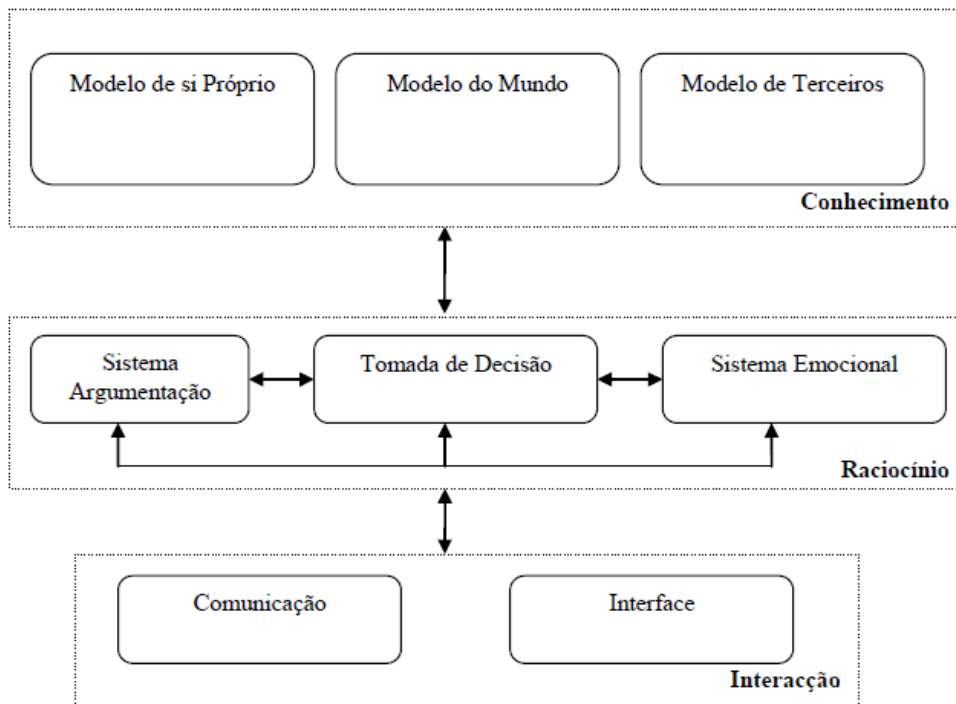 Modelo de si Próprio
Modelo do Mundo
Modelo de Terceiros
Conhecimento
Sistema
Argumentação
Tomada de Decisão
Sistema Emocional
Raciocínio
Comunicação
Interface
Interacção